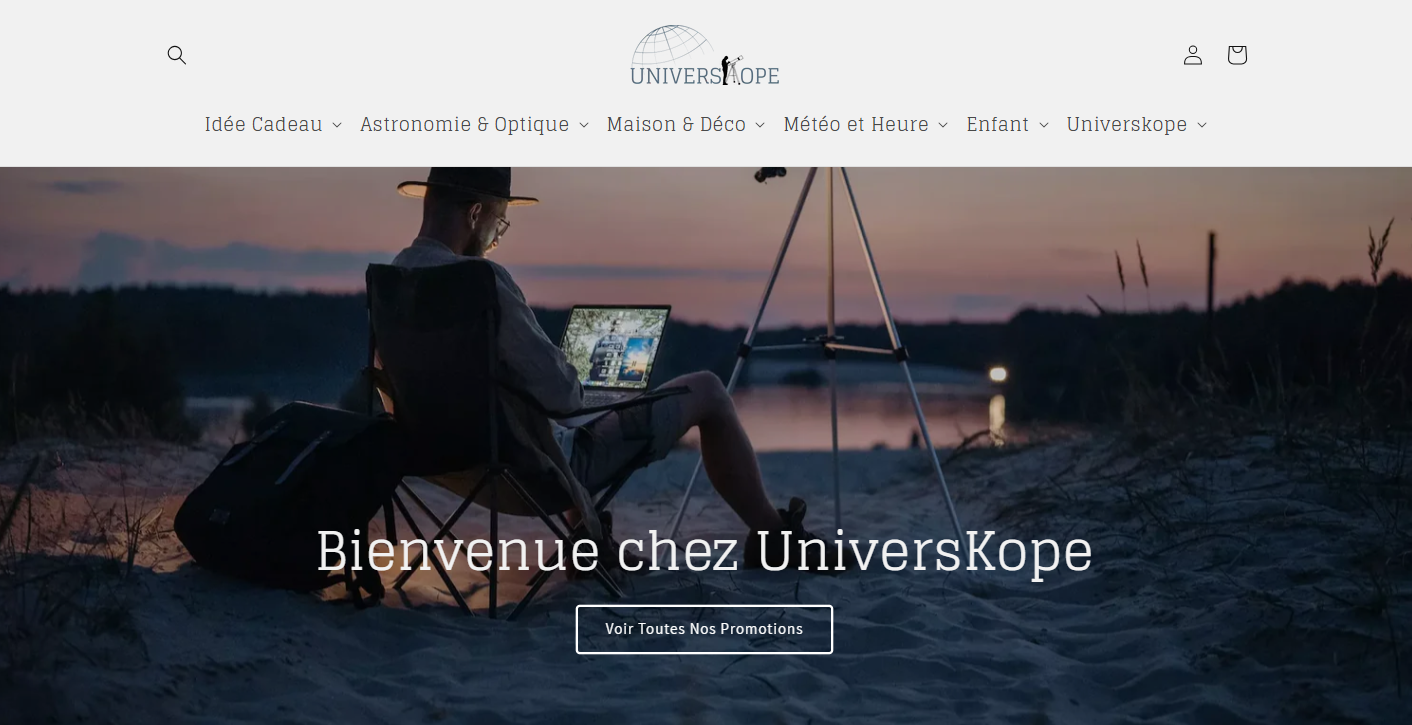 UNIVERSKOPE
Idée Cadeau
Astronomie & Optique
Maison & Déco
Météo et Heure
Enfant
Universkope
Bienvenue chez UniversKope
Voir Toutes Nos Promotions